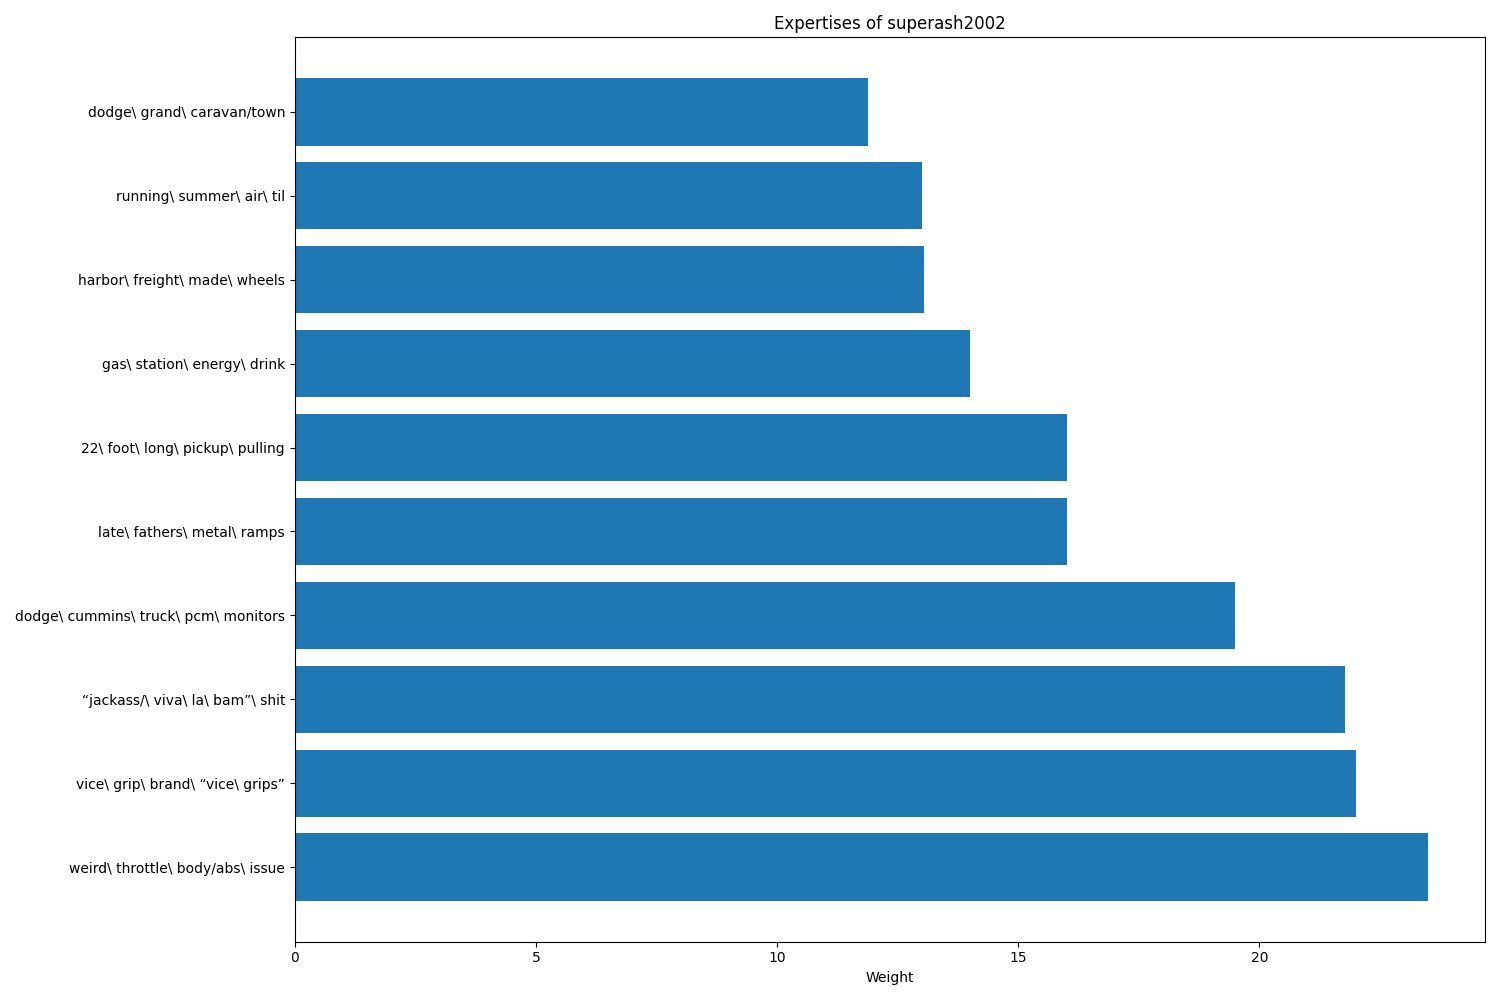 Expertises of superash2002
dodge\ grand\ caravan/town
running\ summer\ air\ til
harbor\ freight\ made\ wheels
gas\ station\ energy\ drink
22\ foot\ long\ pickup\ pulling
late\ fathers\ metal\ ramps
dodge\ cummins\ truck\ pcm\ monitors
“jackass/\ viva\ la\ bam”\ shit
vice\ grip\ brand\ “vice\ grips”
weird\ throttle\ body/abs\ issue
0 5 10 15 20
Weight